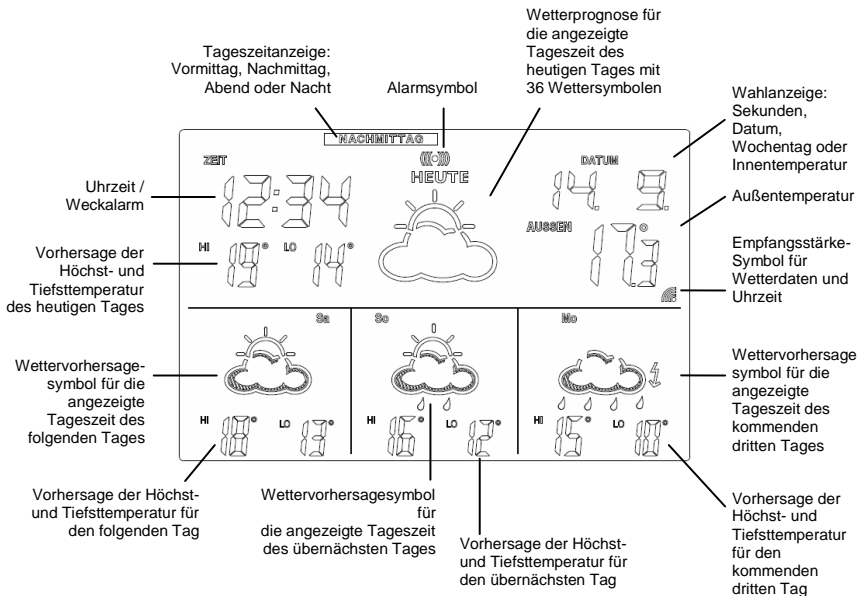 Tageszeitanzeige:
Vormittag, Nachmittag,
Abend oder Nacht
Alarmsymbol
Wetterprognose für
die angezeigte
Tageszeit des
heutigen Tages mit
36 Wettersymbolen
Wahlanzeige:
Sekunden,
Datum,
Wochentag oder
Innentemperatur
Uhrzeit /
Weckalarm
Außentemperatur
Vorhersage der
Höchst- und
Tiefsttemperatur
des heutigen Tages
Empfangsstärke-
Symbol für
Wetterdaten und
Uhrzeit
NACHMITTAG
ZEIT
HEUTE
DATUM
12:34
14. 9.
AUSSEN
17.3°
HI 19° LO 14°
Sa
So
Mo
HI 18° LO 13°
HI 16° LO 12°
HI 15° LO 10°
Wettervorhersage-
symbol für die
angezeigte
Tageszeit des
folgenden Tages
Wettervorhersage
symbol für die
angezeigte
Tageszeit des
kommenden
dritten Tages
Vorhersage der Höchst-
und Tiefsttemperatur für
den folgenden Tag
Wettervorhersagesymbol
für
die angezeigte Tageszeit
des übernächsten Tages
Vorhersage der Höchst-
und Tiefsttemperatur für
den übernächsten Tag
Vorhersage der
Höchst- und
Tiefsttemperatur
für den
kommenden
dritten Tag